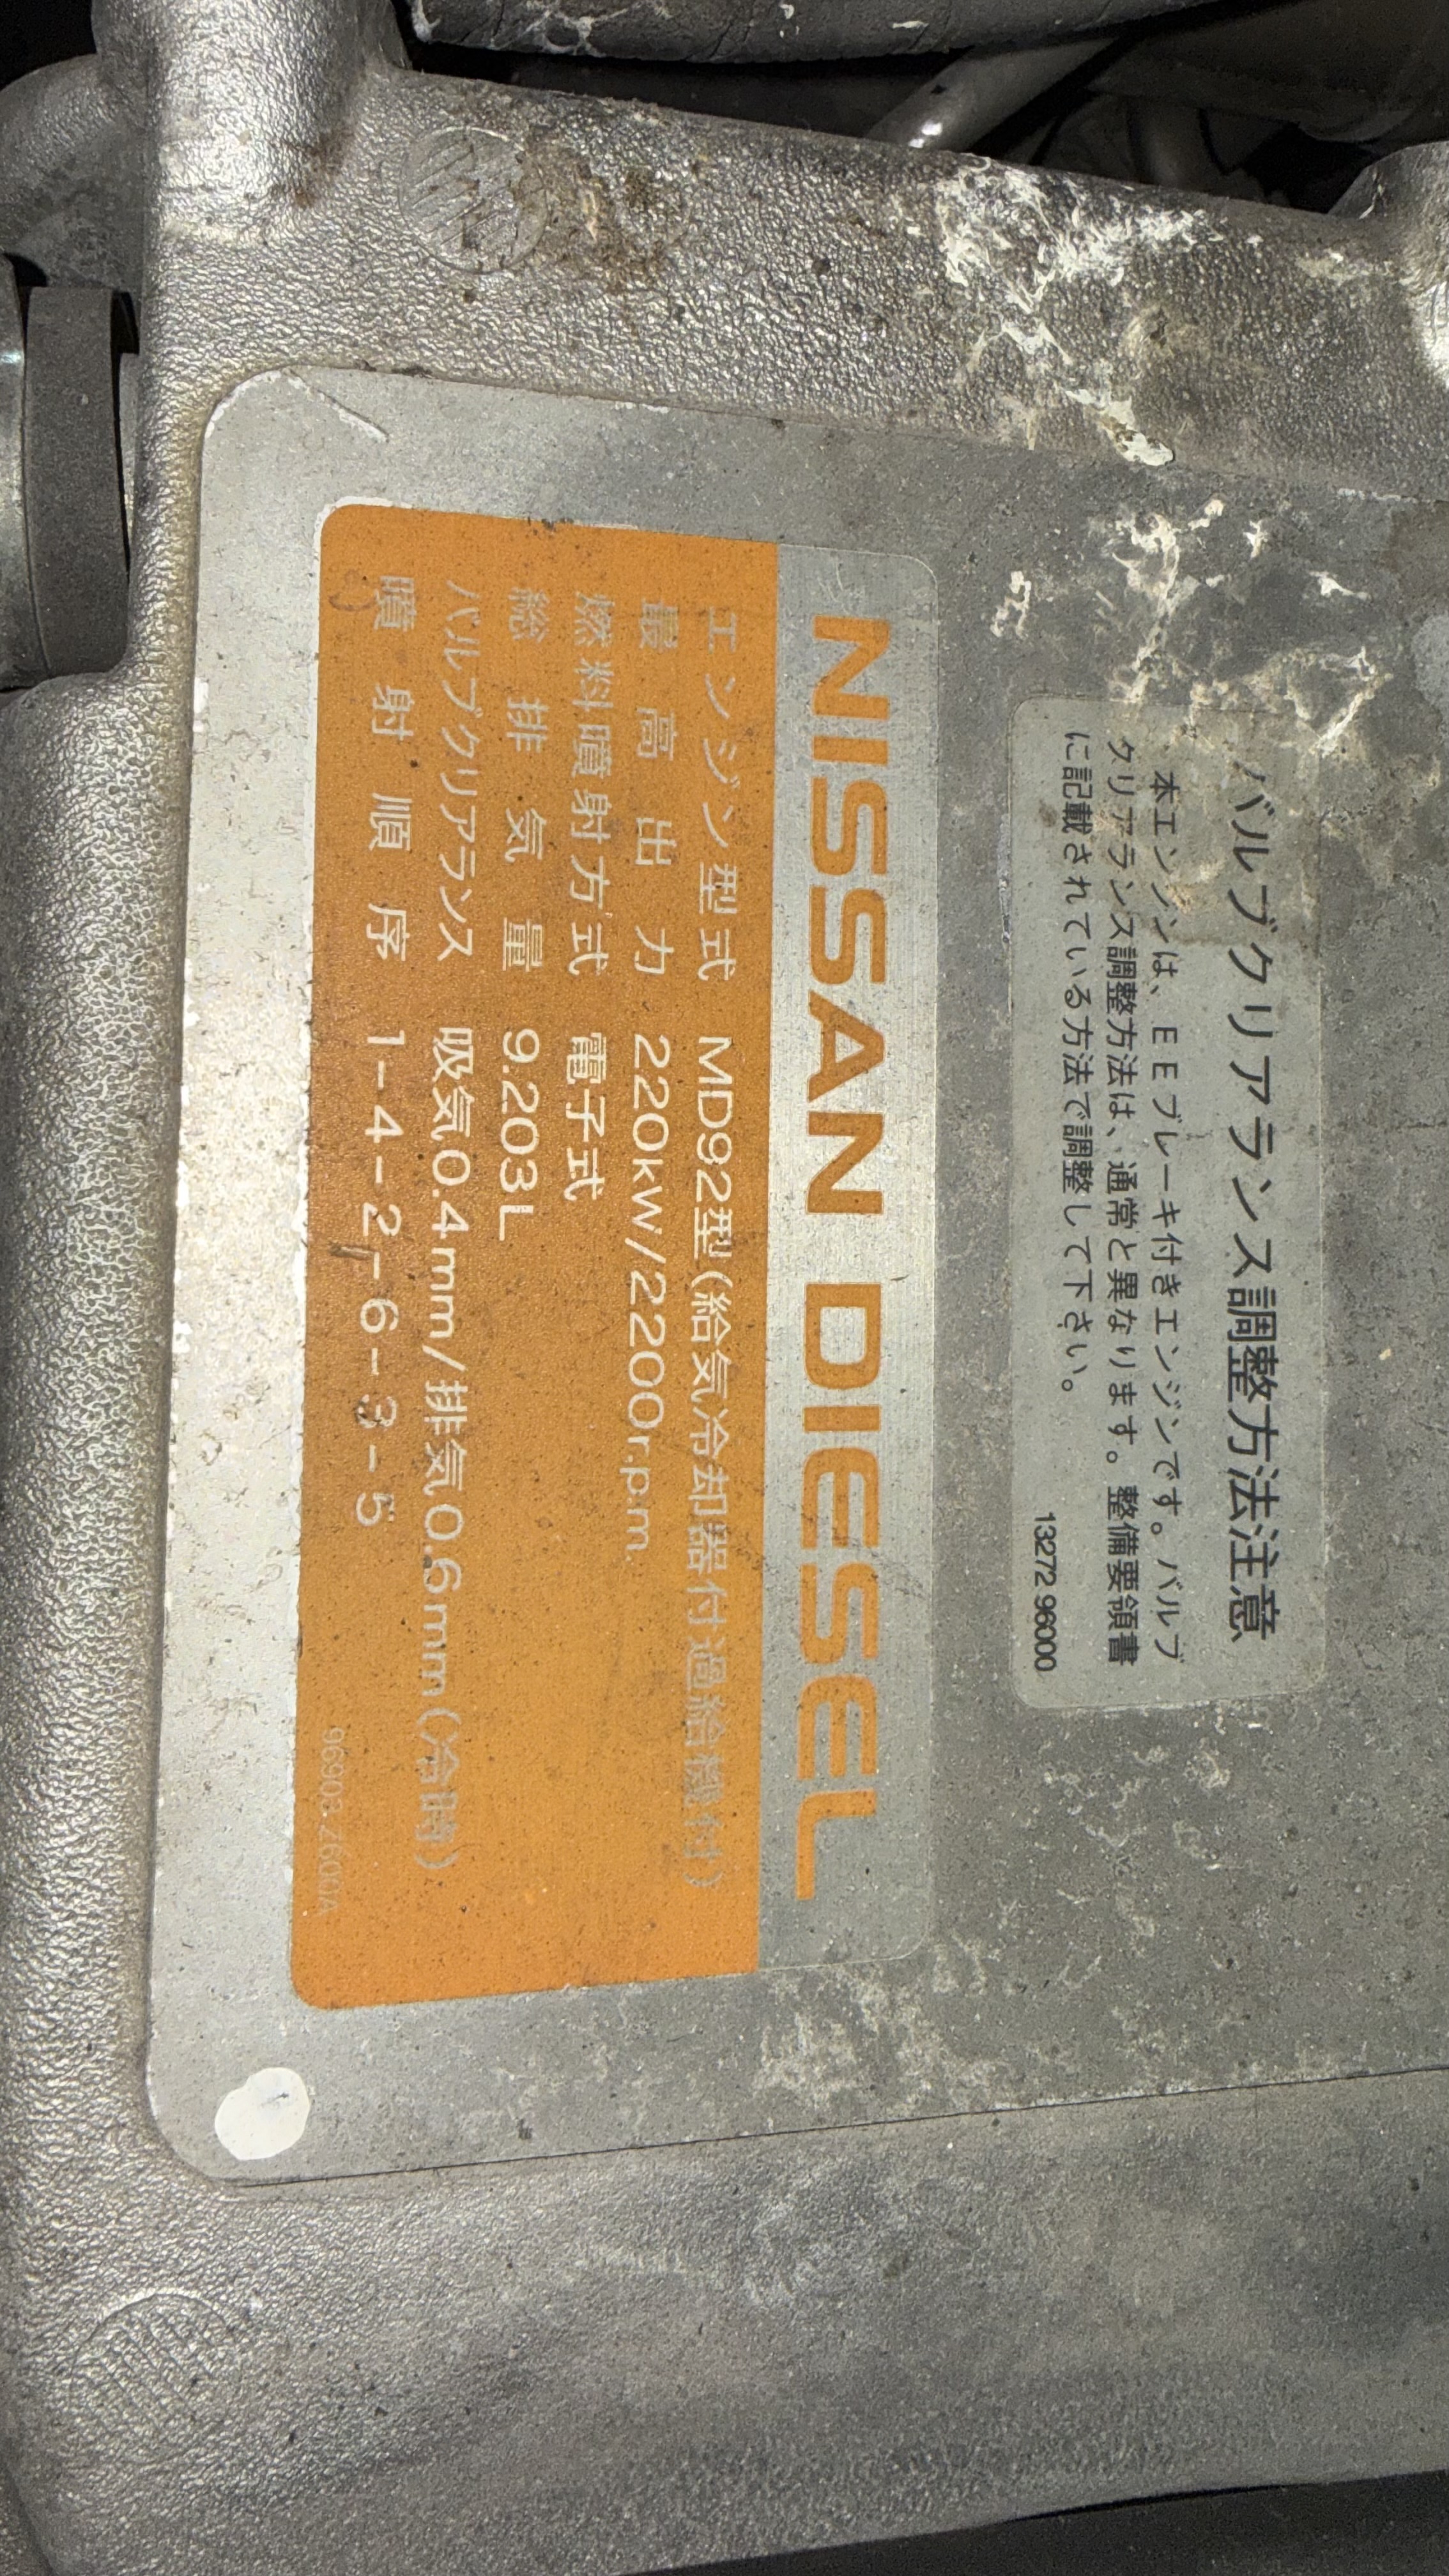 バルブクリアランス調整方法注意
本エンジンは、EEブレーキ付きエンジンです。バルブ
クリアランス調整方法は、通常と異なります。整備要領書
に記載されている方法で調整して下さい。
13272 96000
NISSAN DIESEL
エンジン型式 MD92型(給気冷却器付過給機付)
最高出力 220kW/2200r.p.m.
燃料噴射方式 電子式
総排気量 9.203L
バルブクリアランス 吸気0.4mm/排気0.6mm(冷時)
噴射順序 1-4-2-6-3-5